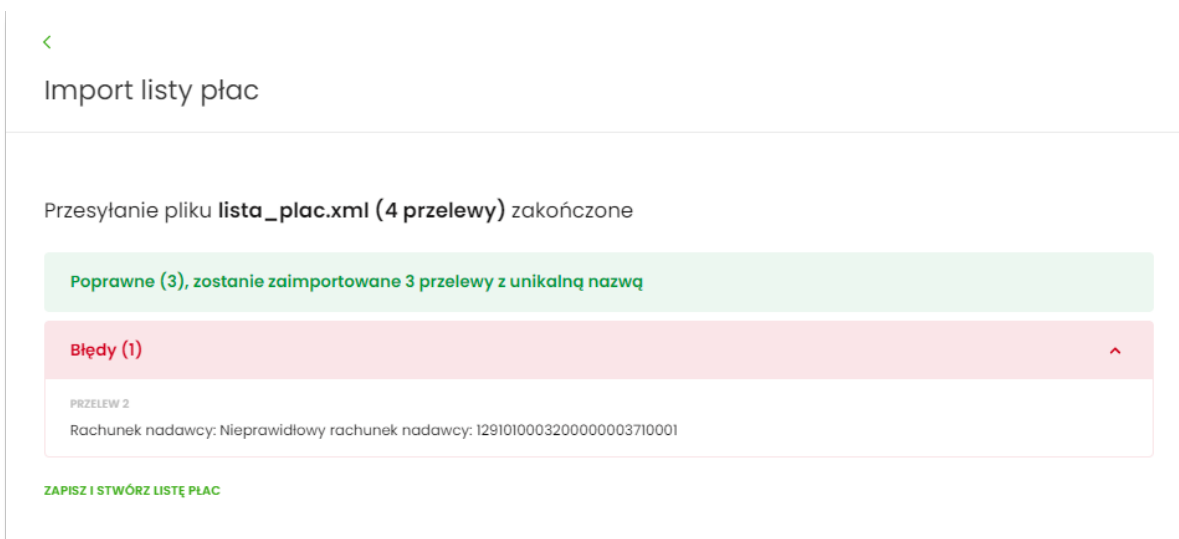 Import listy płac
Przesyłanie pliku lista_plac.xml (4 przelewy) zakończone
Poprawne (3), zostanie zaimportowane 3 przelewy z unikalną nazwą
Błędy (1)
PRZELEW 2
Rachunek nadawcy: Nieprawidłowy rachunek nadawcy: 12910100032000000003710001
ZAPISZ I STWÓRZ LISTĘ PŁAC